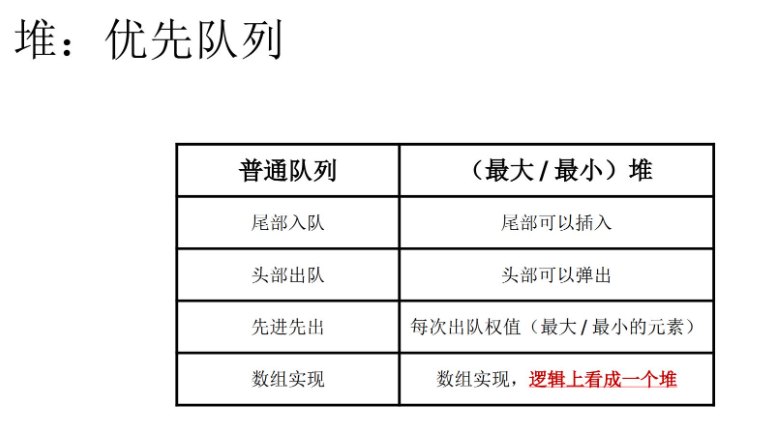 堆：优先队列
普通队列
（最大/最小）堆
尾部入队
尾部可以插入
头部出队
头部可以弹出
先进先出
每次出队权值（最大/最小的元素）
数组实现
数组实现，逻辑上看成一个堆